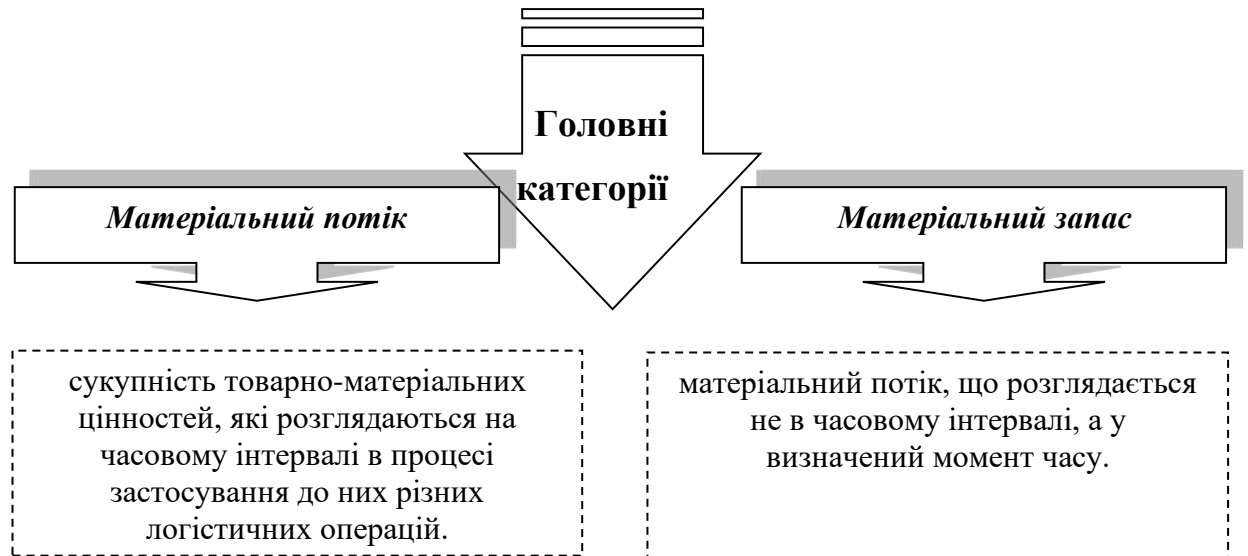 Головні
категорії
Матеріальний потік
Матеріальний запас
сукупність товарно-матеріальних
цінностей, які розглядаються на
часовому інтервалі в процесі
застосування до них різних
логістичних операцій.
матеріальний потік, що розглядається
не в часовому інтервалі, а у
визначений момент часу.